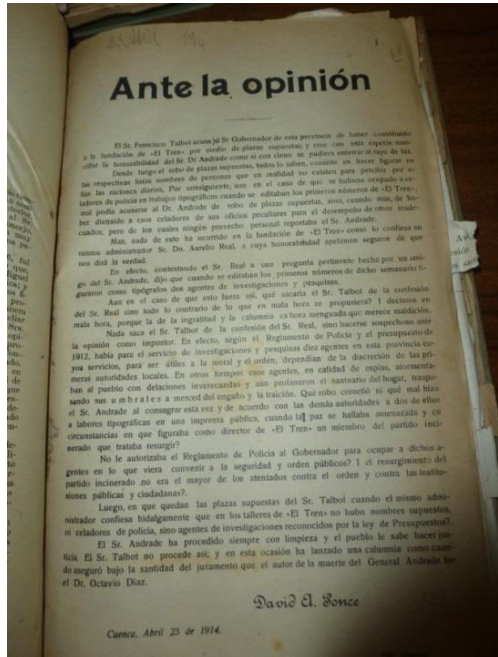 Ante la opinión
El Sr. Francisco Talbot acusa al Sr Gobernador de esta provincia de haber contribuido
a la fundación de «El Tren» por medio de plazas supuestas; y cree con esta especie man-
cillar la honorabilidad del Sr. Dr Andrade como si con cieno se pudiera enterrar al rayo de luz.
Desde luego el robo de plazas supuestas, todos lo saben, consiste en hacer figurar en
las respectivas listas nombres de personas que en realidad no existen para percibir por e-
llas las raciones diarias. Por consiguiente, aun en el caso de que se hubiese ocupado a ce-
ladores de policía en trabajos tipográficos cuando se editaban los primeros números de «El Tren»,
mal podía acusarse al Dr Andrade de robo de plazas supuestas, sino, cuando más, de ha-
ber distraído a esos celadores de sus oficios peculiares para el desempeño de otros inade-
cuados; pero de los cuales ningún provecho personal reportaba el Sr. Andrade.
Mas, nada de esto ha ocurrido en la fundación de «El Tren» como lo confiesa su
mismo administrador Sr. Dn. Aurelio Real, a cuya honorabilidad apelamos seguros de que
nos dirá la verdad.
En efecto, contestando el Sr. Real a una pregunta pertinente hecha por un ami-
go del Sr. Andrade, dijo que cuando se editaban los primeros números de dicho semanario fi-
guraron como tipógrafos dos agentes de investigaciones y pesquisas.
Aun en el caso de que esto fuera así, qué sacaría el Sr. Talbot de la confesión
del Sr. Real sino todo lo contrario de lo que en mala hora se propusiera? I decimos en
mala hora, porque la de la ingratitud y la calumnia es hora menguada que merece maldición.
Nada saca el Sr. Talbot de la confesión del Sr. Real, sino hacerse sospechoso ante
la opinión como impostor. En efecto, según el Reglamento de Policía y el presupuesto de
1912, había para el servicio de investigaciones y pesquisas diez agentes en esta provincia cu-
yos servicios, para ser útiles a la moral y el orden, dependían de la discreción de las pri-
meras autoridades locales. En otros tiempos esos agentes, en calidad de espías, atormenta-
ban al pueblo con delaciones inverecundas y aún profanaron el santuario del hogar, traspa-
sando sus umbrales a merced del engaño y la traición. Qué robo cometió ni qué mal hizo
el Sr. Andrade al consagrar esta vez y de acuerdo con las demás autoridades a dos de ellos
a labores tipográficas en una imprenta pública, cuando la paz se hallaba amenazada y en
circunstancias en que figuraba como director de «El Tren» un miembro del partido inci-
nerado que trataba resurgir?
No le autorizaba el Reglamento de Policía al Gobernador para ocupar a dichos a-
gentes en lo que viera convenir a la seguridad y orden públicos? I el resurgimiento del
partido incinerado no era el mayor de los atentados contra el orden y contra las institu-
siones públicas y ciudadanas?.
Luego, en que quedan las plazas supuestas del Sr. Talbot cuando el mismo admi-
nistrador confiesa hidalgamente que en los talleres de «El Tren» no hubo nombres supuestos,
ni celadores de policía, sino agentes de investigaciones reconocidos por la ley de Presupuestos?.
El Sr. Andrade ha procedido siempre con limpieza y el pueblo le sabe hacer jus-
ticia. El Sr. Talbot no procede así; y en esta ocasión ha lanzado una calumnia como cuan-
do aseguró bajo la santidad del juramento que el autor de la muerte del General Andrade fue
el Dr. Octavio Díaz.
David A. Ponce
Cuenca, Abril 23 de 1914.